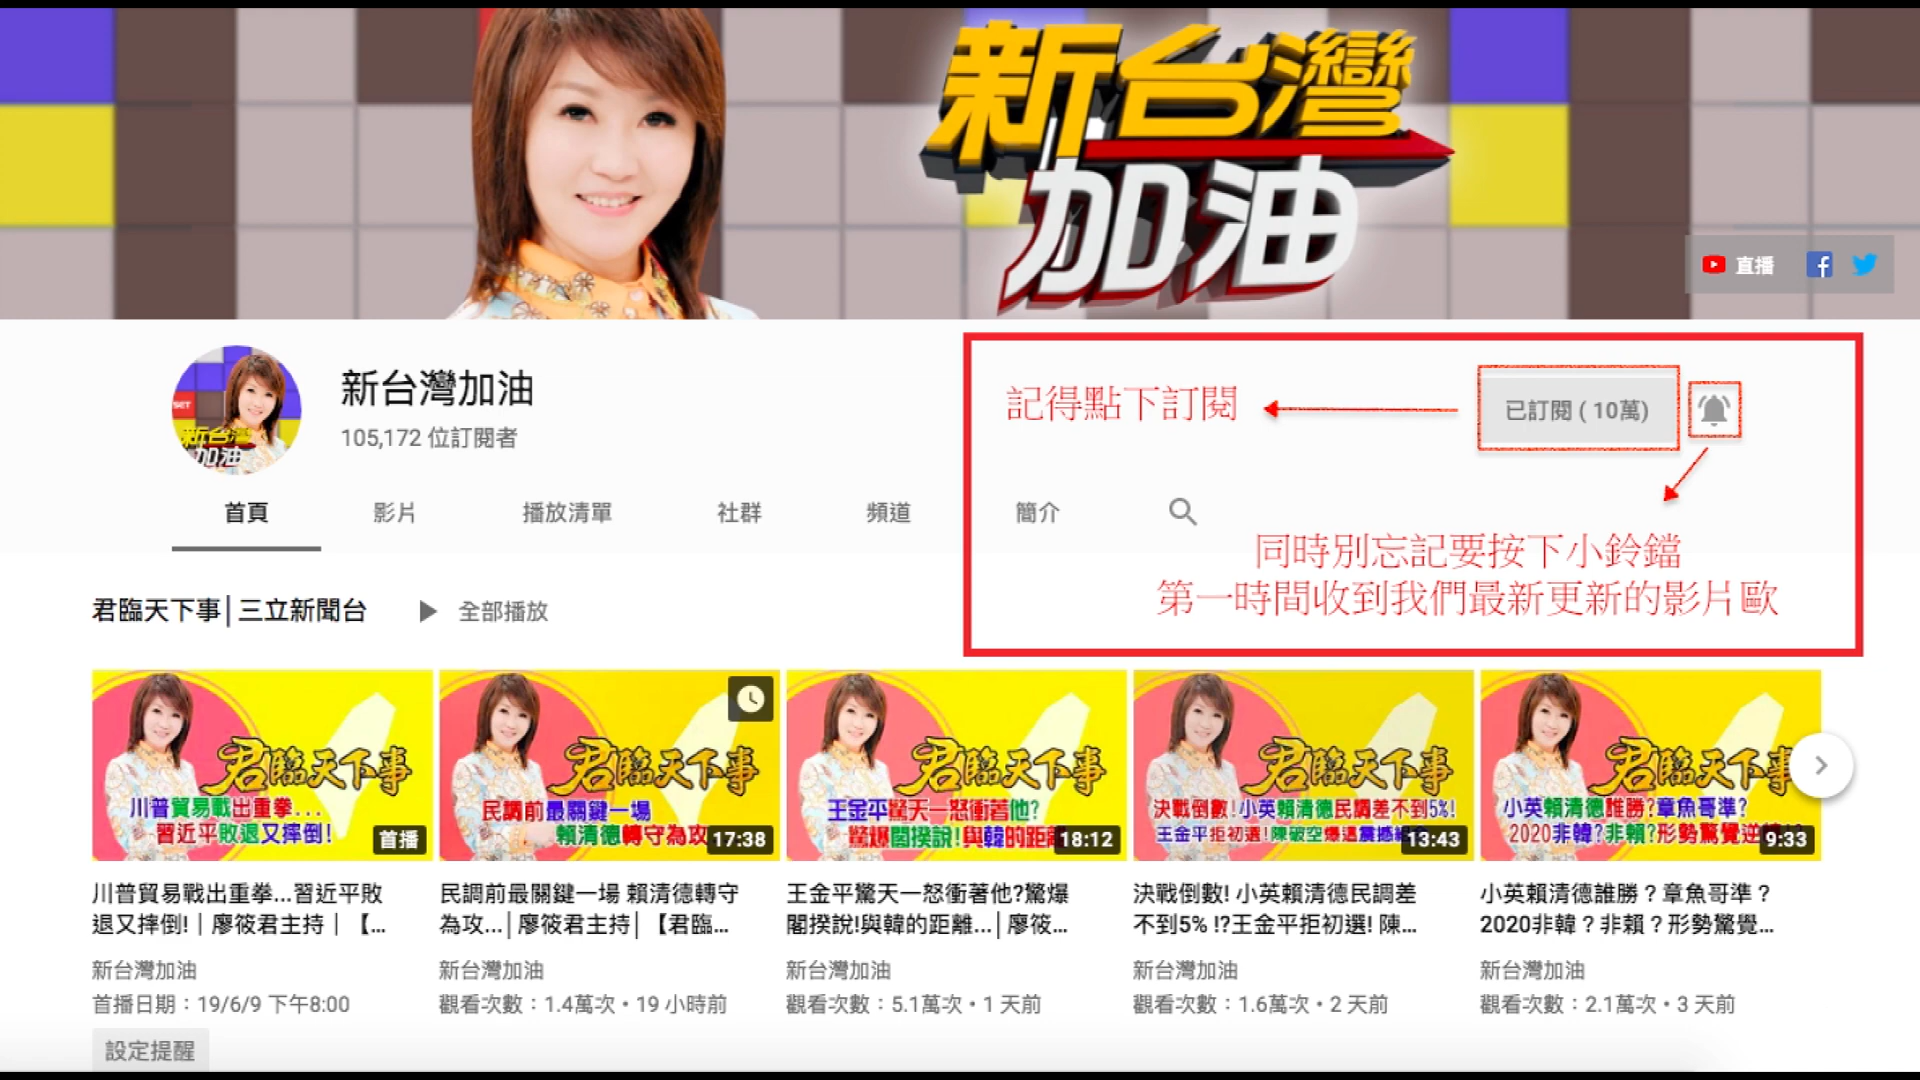 新台灣
加油
直播
SET
新台灣
加油
新台灣加油
105,172 位訂閱者
記得點下訂閱
已訂閱 ( 10萬)
首頁
影片
播放清單
社群
頻道
簡介
同時別忘記要按下小鈴鐺
第一時間收到我們最新更新的影片歐
君臨天下事│三立新聞台
全部播放
君臨天下事
川普貿易戰出重拳...
習近平敗退又摔倒!
首播
君臨天下事
民調前最關鍵一場
賴清德轉守為攻
17:38
君臨天下事
王金平驚天一怒衝著他?
驚爆閣揆說!與韓的距離
18:12
君臨天下事
決戰倒數!小英賴清德民調差不到5%!
王金平拒初選!陳破空爆這震撼
13:43
君臨天下事
小英賴清德誰勝?章魚哥準?
2020非韓?非賴?形勢驚覺逆
9:33
川普貿易戰出重拳...習近平敗
退又摔倒!｜廖筱君主持｜【...
新台灣加油
首播日期：19/6/9 下午8:00
設定提醒
民調前最關鍵一場 賴清德轉守
為攻...│廖筱君主持│【君臨...
新台灣加油
觀看次數：1.4萬次・19 小時前
王金平驚天一怒衝著他?驚爆
閣揆說!與韓的距離...│廖筱...
新台灣加油
觀看次數：5.1萬次・1 天前
決戰倒數! 小英賴清德民調差
不到5% !?王金平拒初選! 陳...
新台灣加油
觀看次數：1.6萬次・2 天前
小英賴清德誰勝？章魚哥準？
2020非韓？非賴？形勢驚覺...
新台灣加油
觀看次數：2.1萬次・3 天前